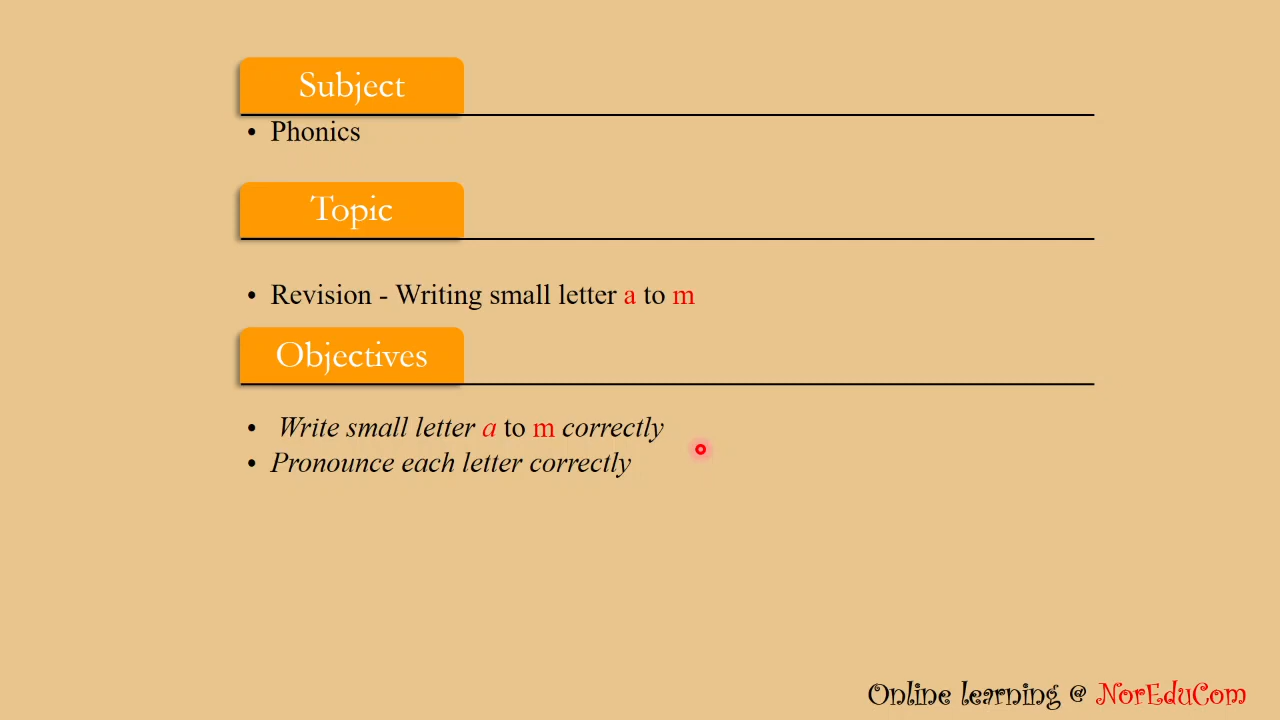 Subject
• Phonics
Topic
• Revision - Writing small letter a to m
Objectives
• Write small letter a to m correctly
• Pronounce each letter correctly
Online learning @ NorEduCom